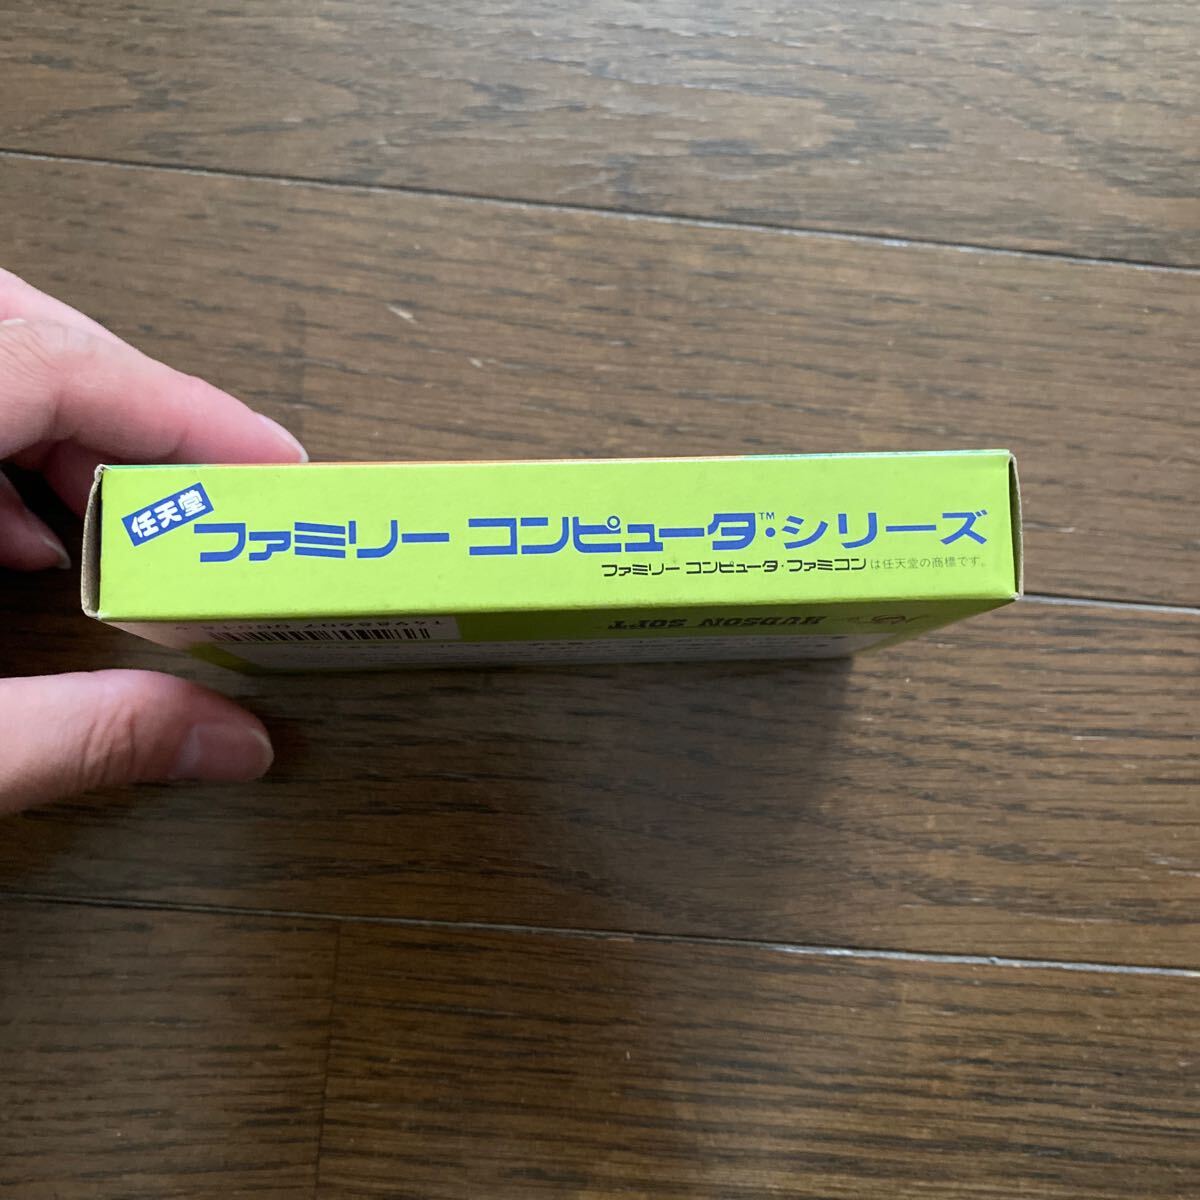 任天堂
ファミリー コンピュータ™・シリーズ
ファミリー コンピュータ・ファミコンは任天堂の商標です。
HUDSON SOFT